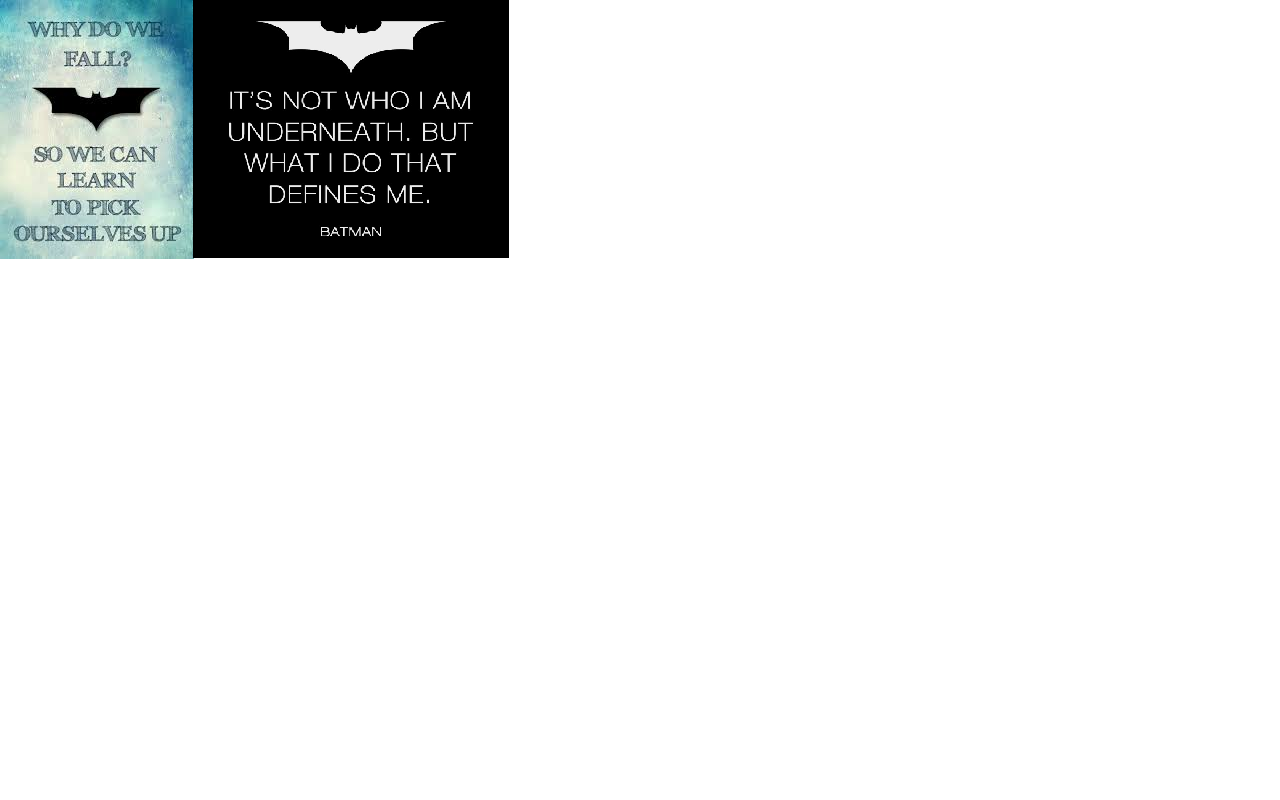 WHY DO WE
FALL?
SO WE CAN
LEARN
TO PICK
OURSELVES UP
IT'S NOT WHO I AM
UNDERNEATH. BUT
WHAT I DO THAT
DEFINES ME.
BATMAN